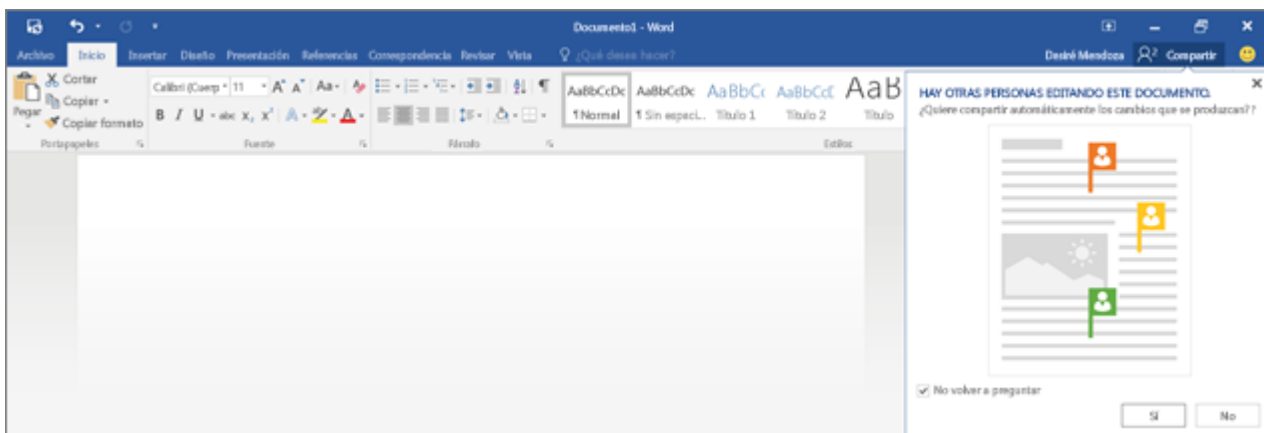 Documento1 - Word
Archivo Inicio Insertar Diseño Presentación Referencias Correspondencia Revisar Vista ¿Qué desea hacer? Desiré Mendoza Compartir
Pegar
Cortar
Copiar
Copiar formato
Portapapeles
Calibri (Cuerp 11 Aa
B I U abc X, X² A A
Fuente
Párrafo
AaBbCcDc AaBbCcDc AaBbCc AaBbCcE AaB
¶ Normal ¶ Sin espaci... Título 1 Título 2 Título
Estilos
HAY OTRAS PERSONAS EDITANDO ESTE DOCUMENTO.
¿Quiere compartir automáticamente los cambios que se produzcan??
No volver a preguntar
Sí No